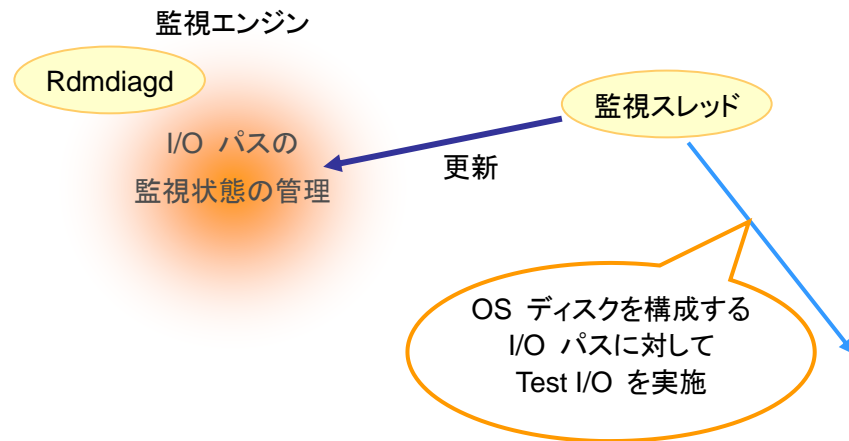 監視エンジン
Rdmdiagd
監視スレッド
I/O パスの
監視状態の管理
更新
OS ディスクを構成する
I/O パスに対して
Test I/O を実施